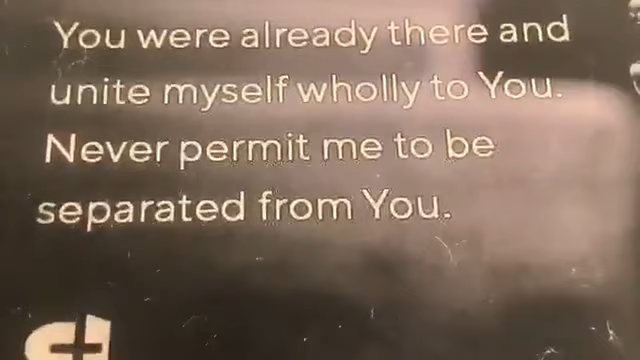 You were already there and
unite myself wholly to You.
Never permit me to be
separated from You.